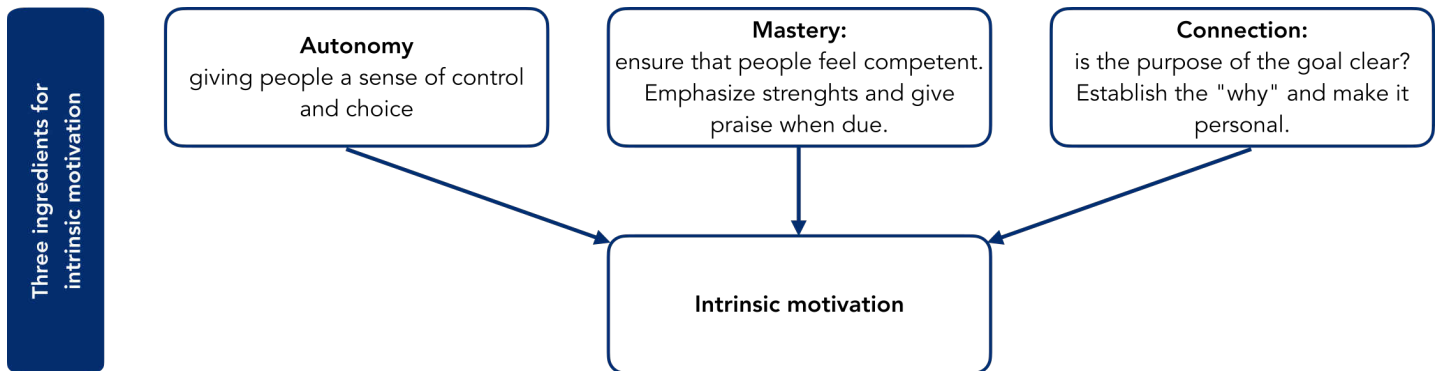 Three ingredients for
intrinsic motivation
Autonomy
giving people a sense of control
and choice
Mastery:
ensure that people feel competent.
Emphasize strenghts and give
praise when due.
Connection:
is the purpose of the goal clear?
Establish the "why" and make it
personal.
Intrinsic motivation